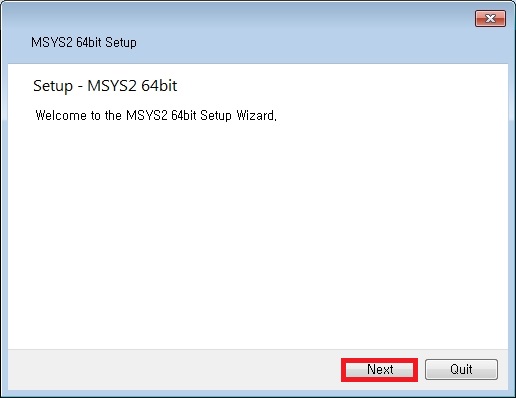 MSYS2 64bit Setup
Setup - MSYS2 64bit
Welcome to the MSYS2 64bit Setup Wizard.
Next
Quit